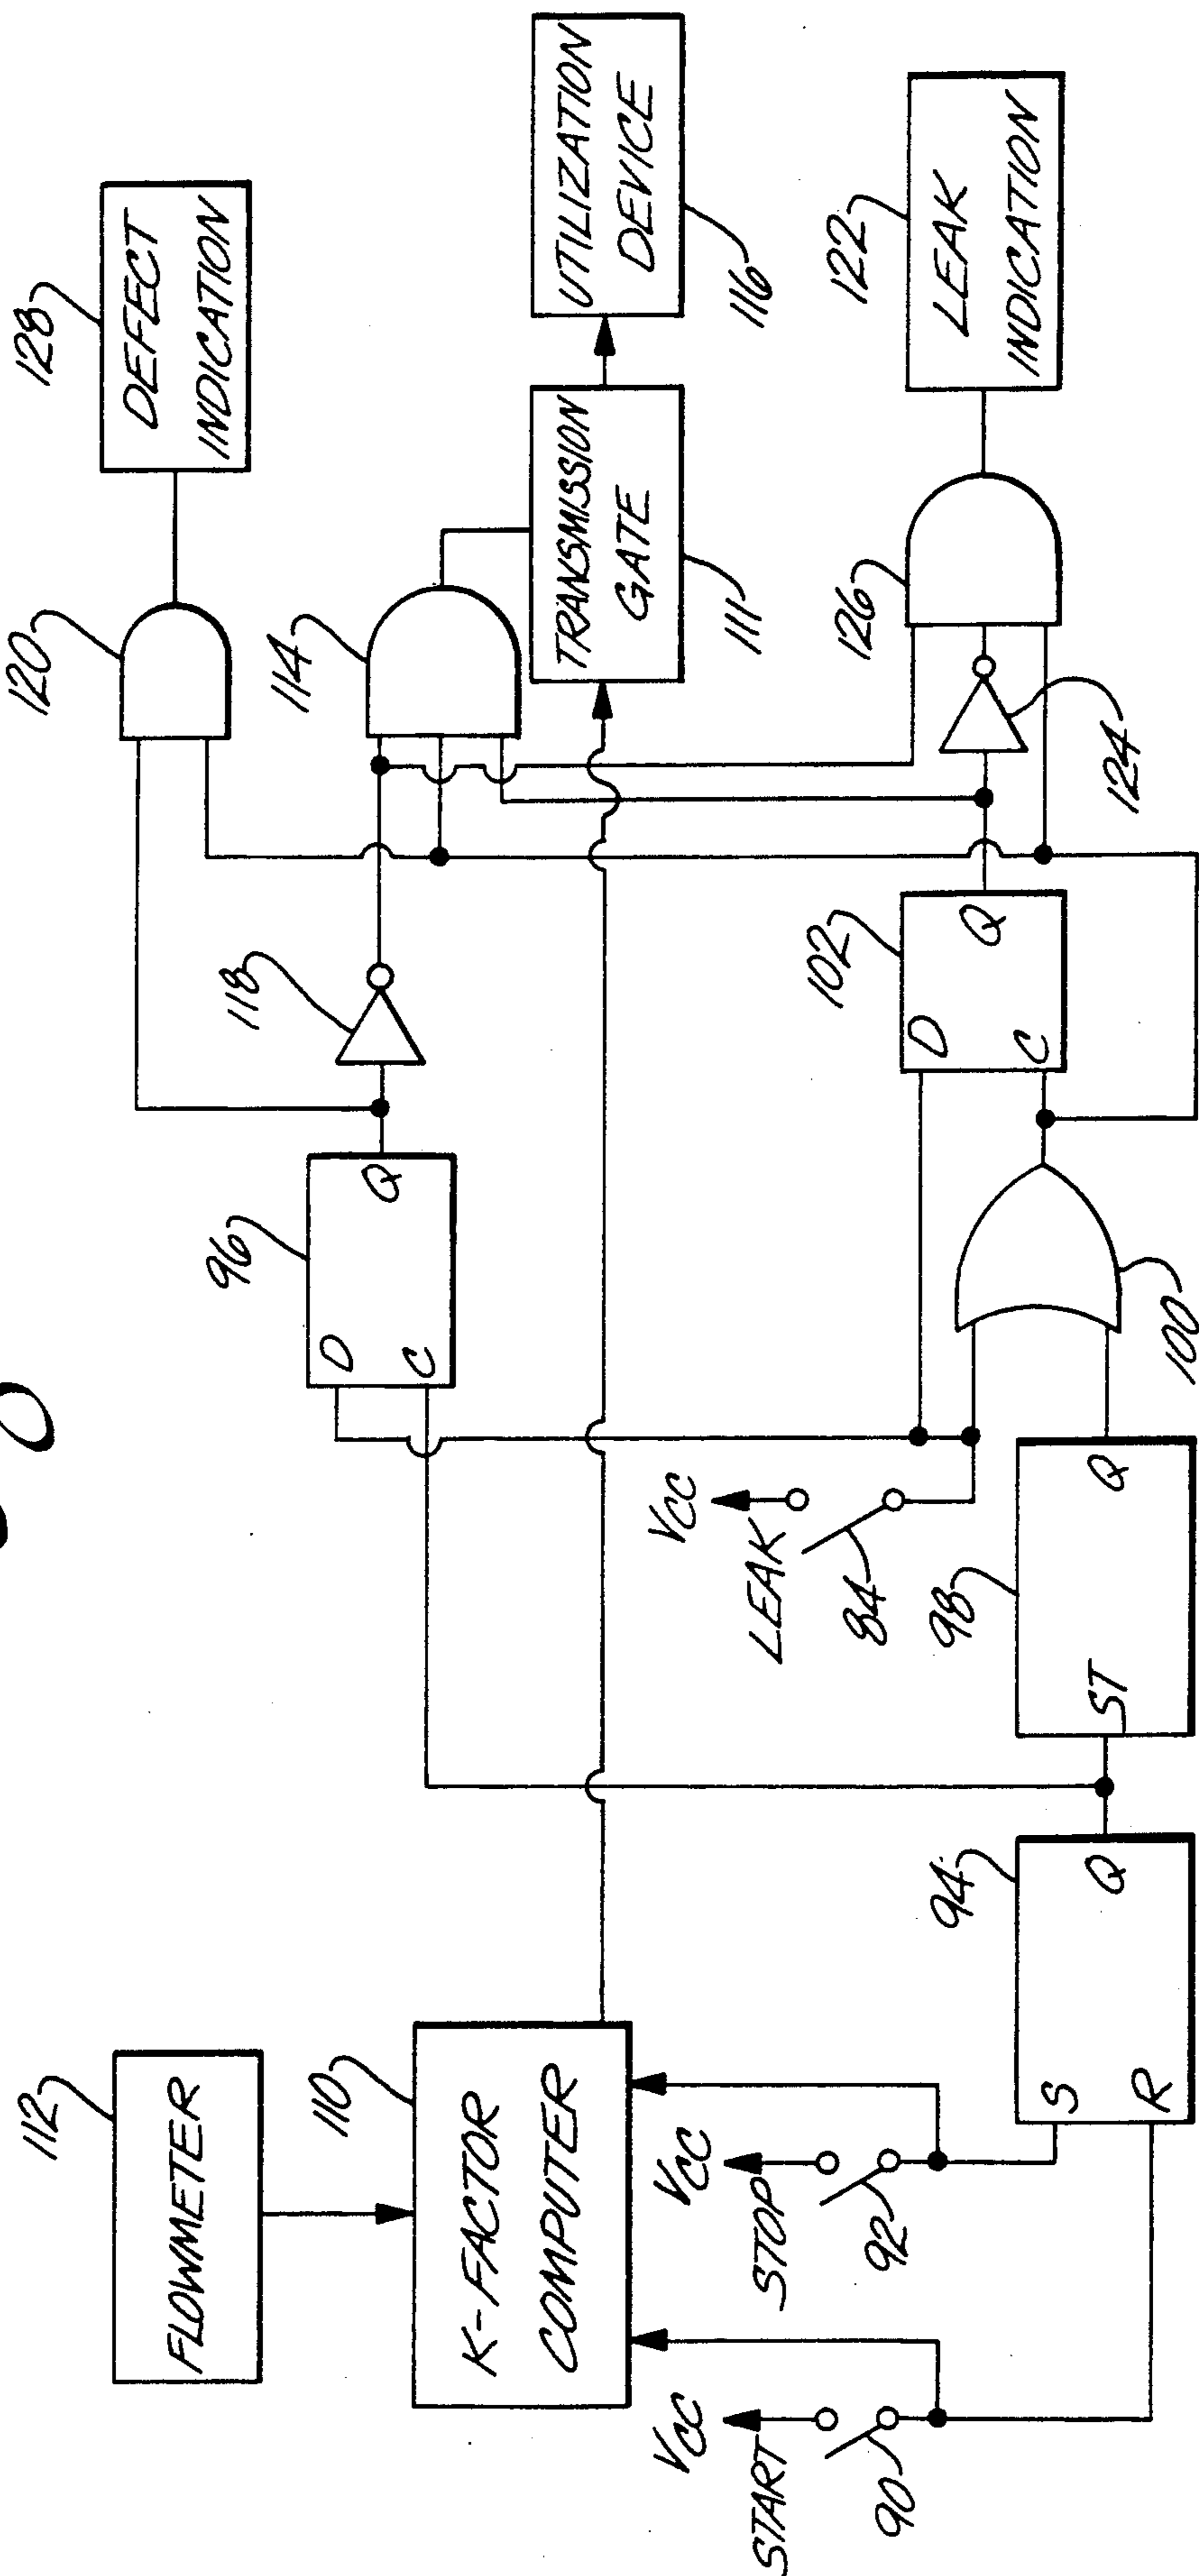 112
FLOWMETER
110
K-FACTOR
COMPUTER
VCC
START
90
VCC
STOP
92
94
S
R
Q
98
ST
Q
VCC
LEAK
84
96
D
C
Q
100
102
D
C
Q
118
120
114
124
126
128
DEFECT
INDICATION
TRANSMISSION
GATE
111
UTILIZATION
DEVICE
116
122
LEAK
INDICATION